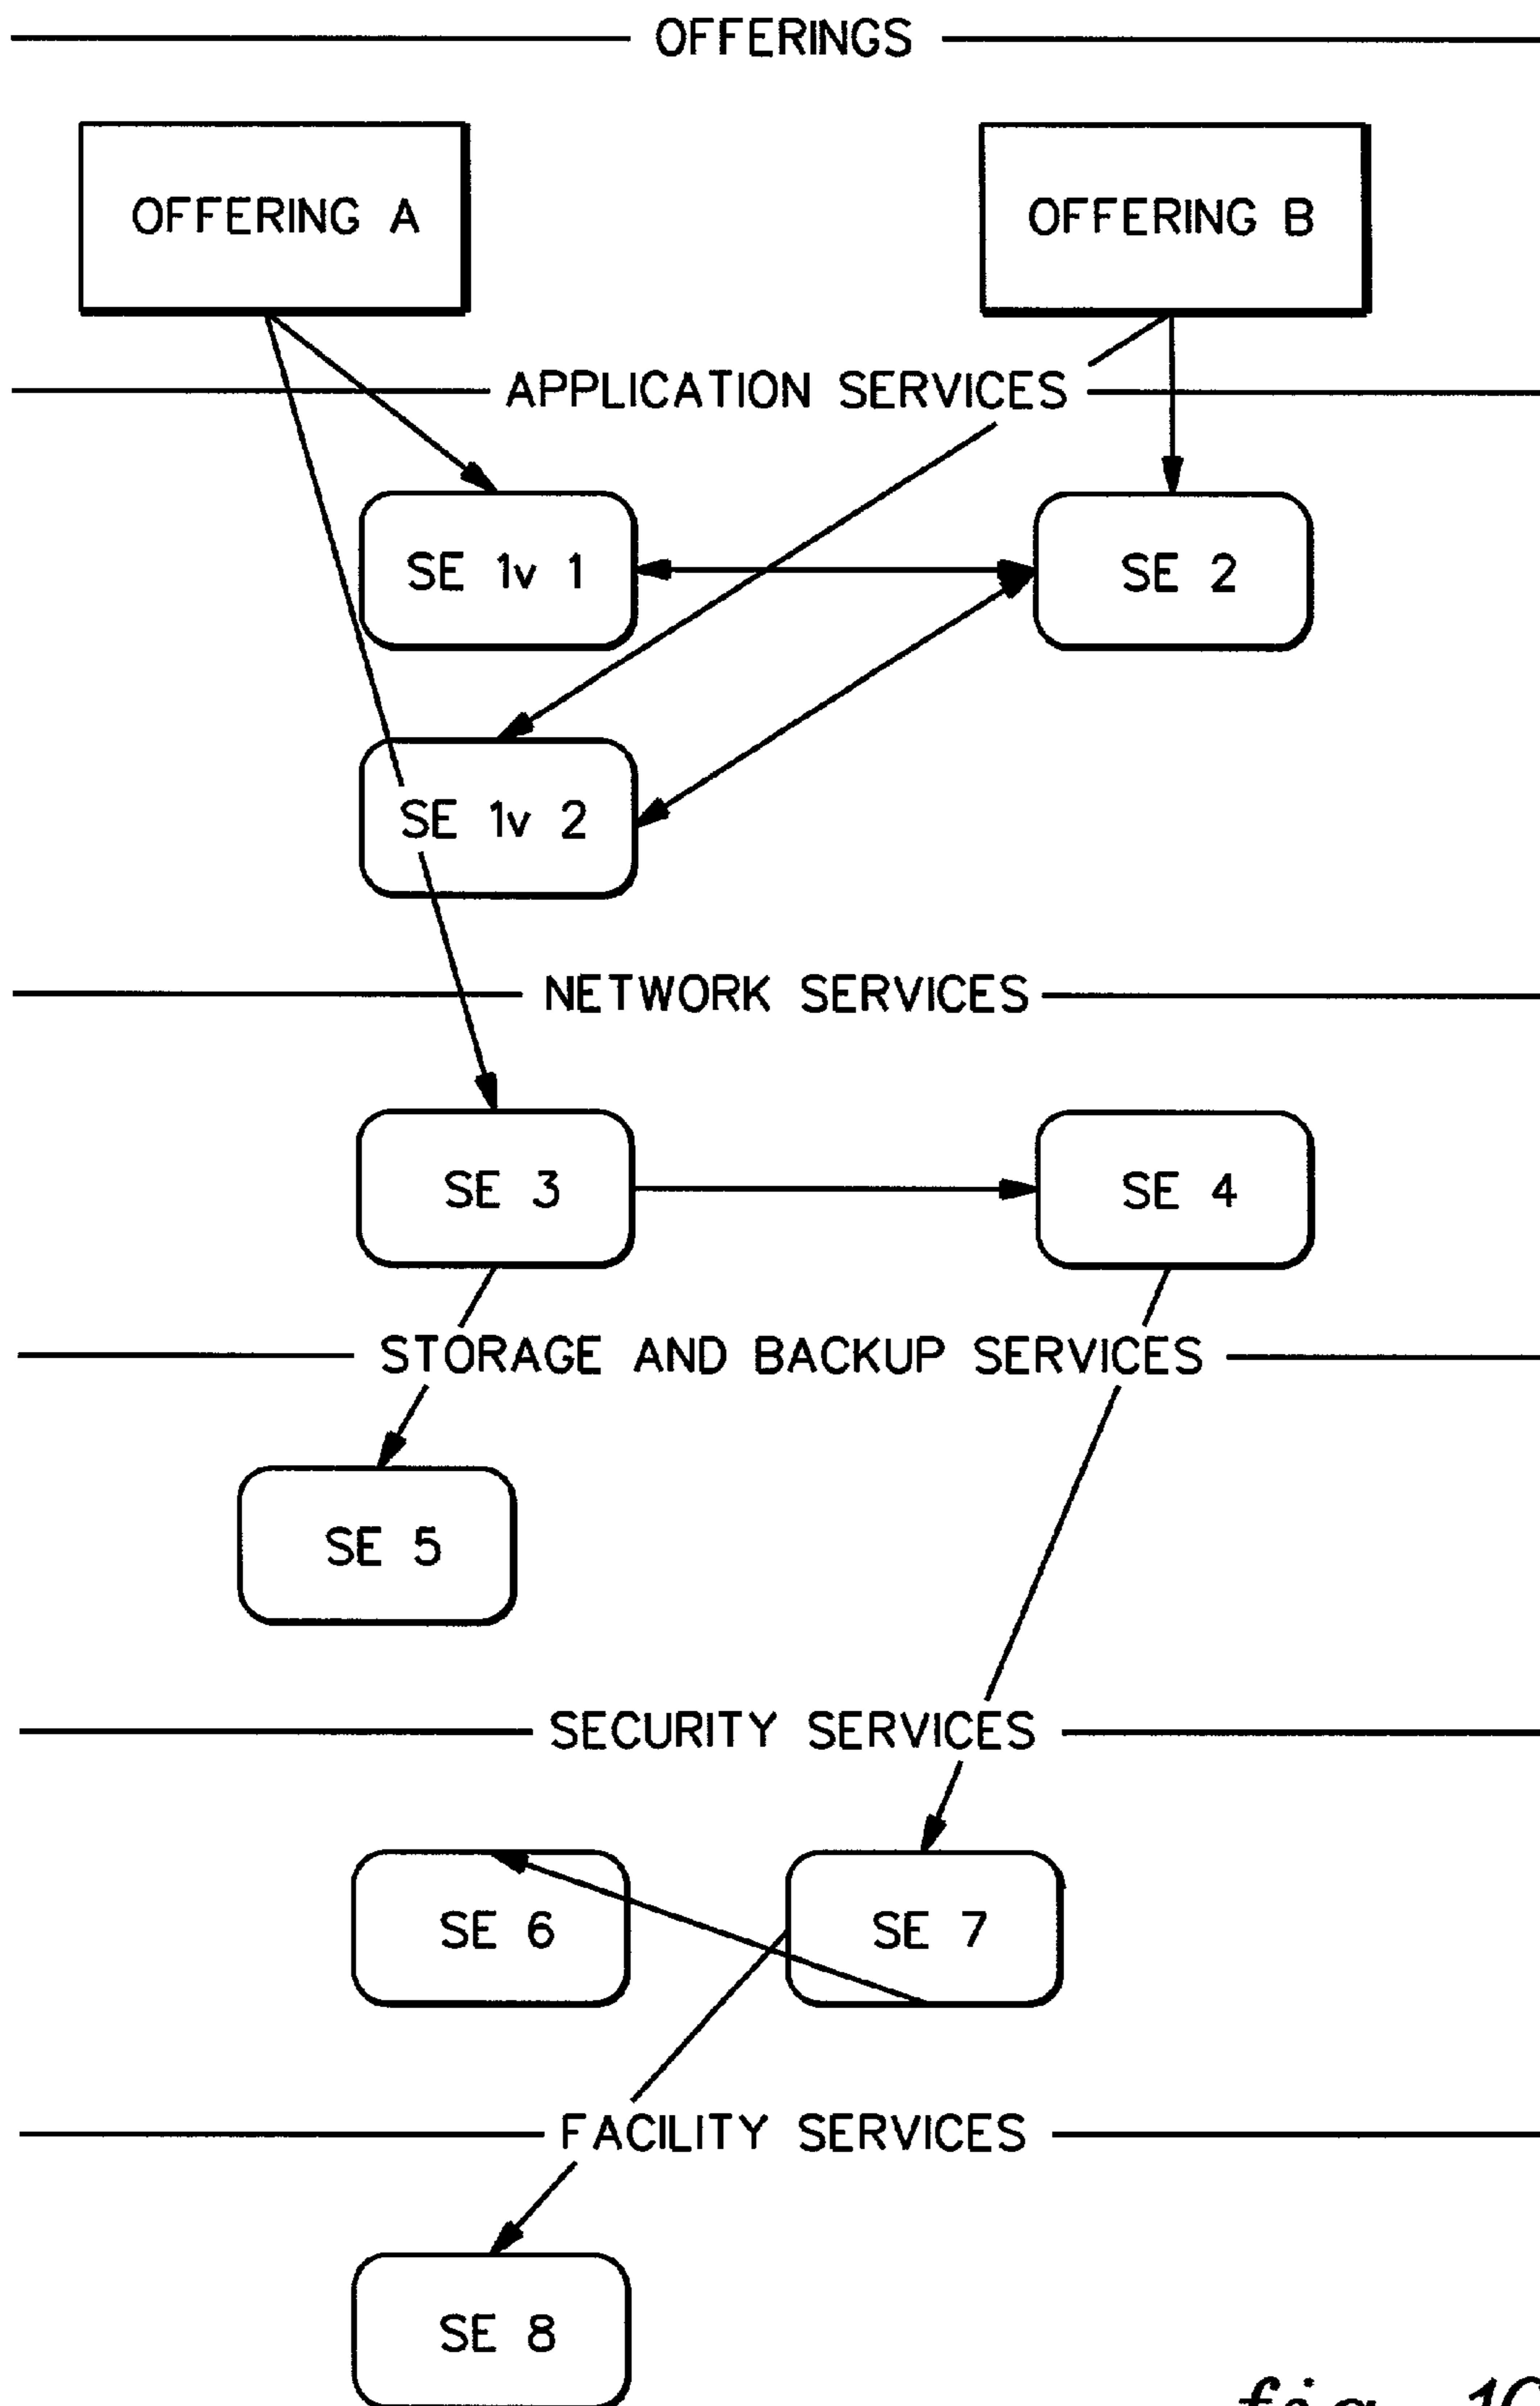 OFFERINGS
OFFERING A
OFFERING B
APPLICATION SERVICES
SE 1v 1
SE 2
SE 1v 2
NETWORK SERVICES
SE 3
SE 4
STORAGE AND BACKUP SERVICES
SE 5
SECURITY SERVICES
SE 6
SE 7
FACILITY SERVICES
SE 8